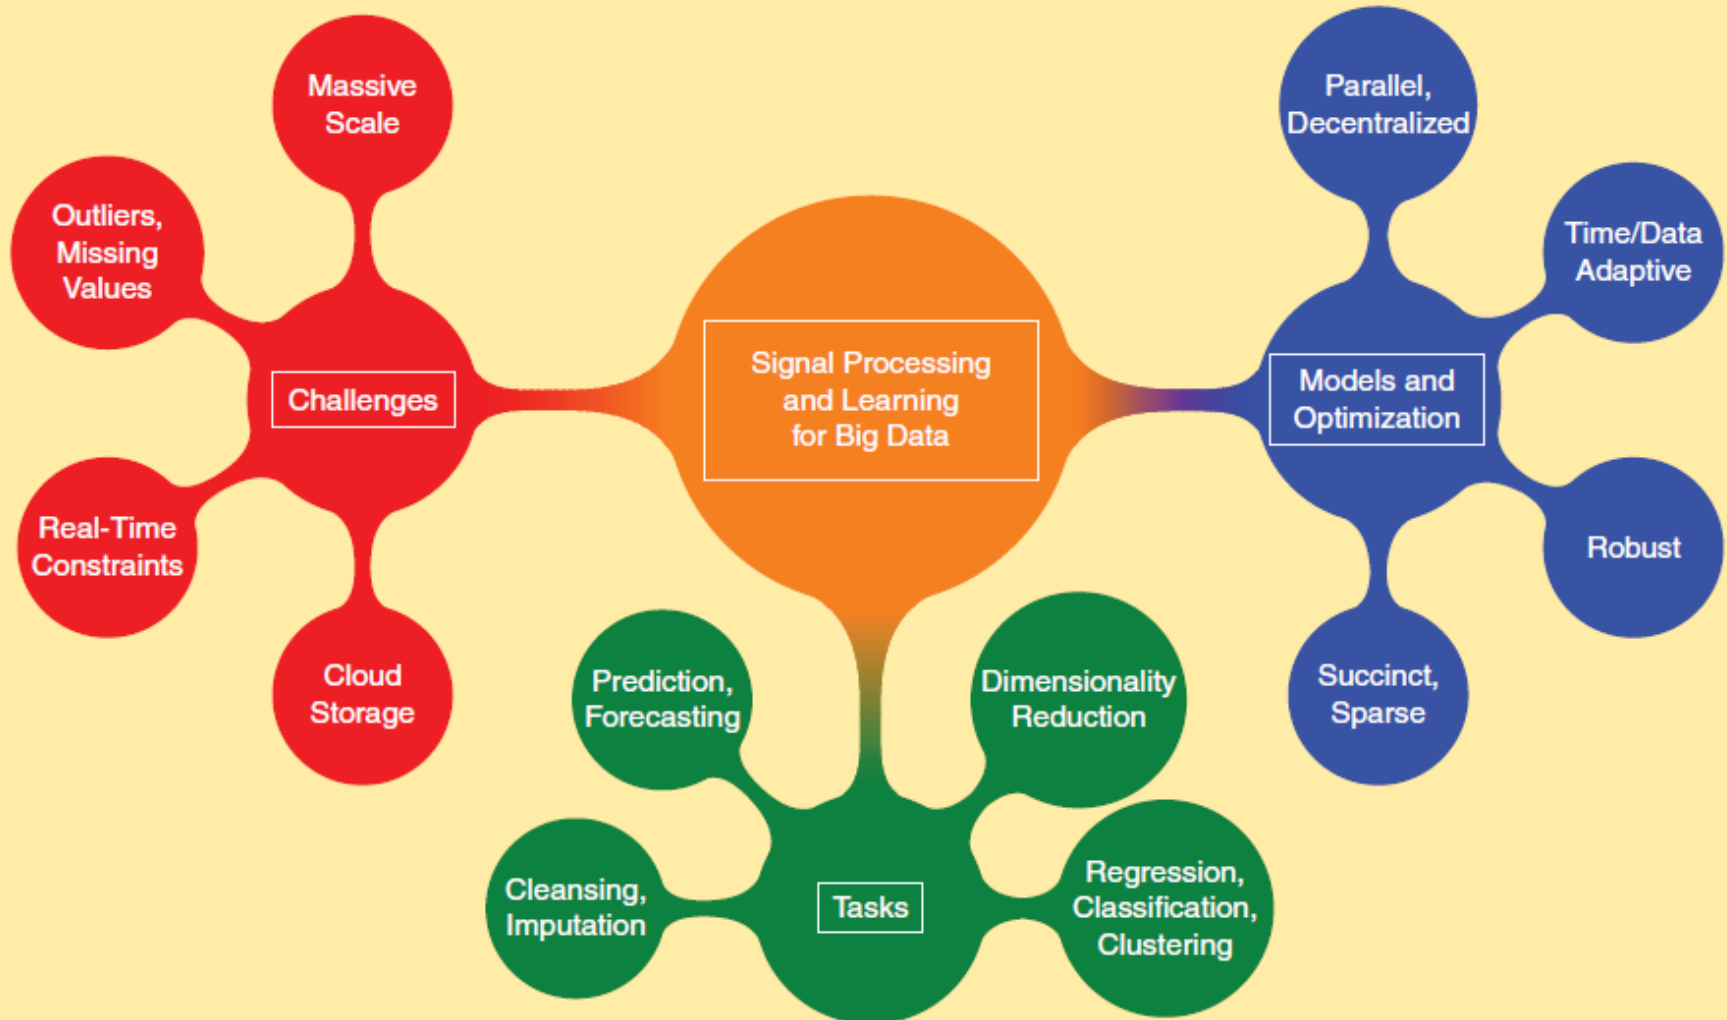 Massive
Scale
Outliers,
Missing
Values
Challenges
Real-Time
Constraints
Cloud
Storage
Signal Processing
and Learning
for Big Data
Parallel,
Decentralized
Time/Data
Adaptive
Models and
Optimization
Robust
Succinct,
Sparse
Prediction,
Forecasting
Dimensionality
Reduction
Cleansing,
Imputation
Tasks
Regression,
Classification,
Clustering